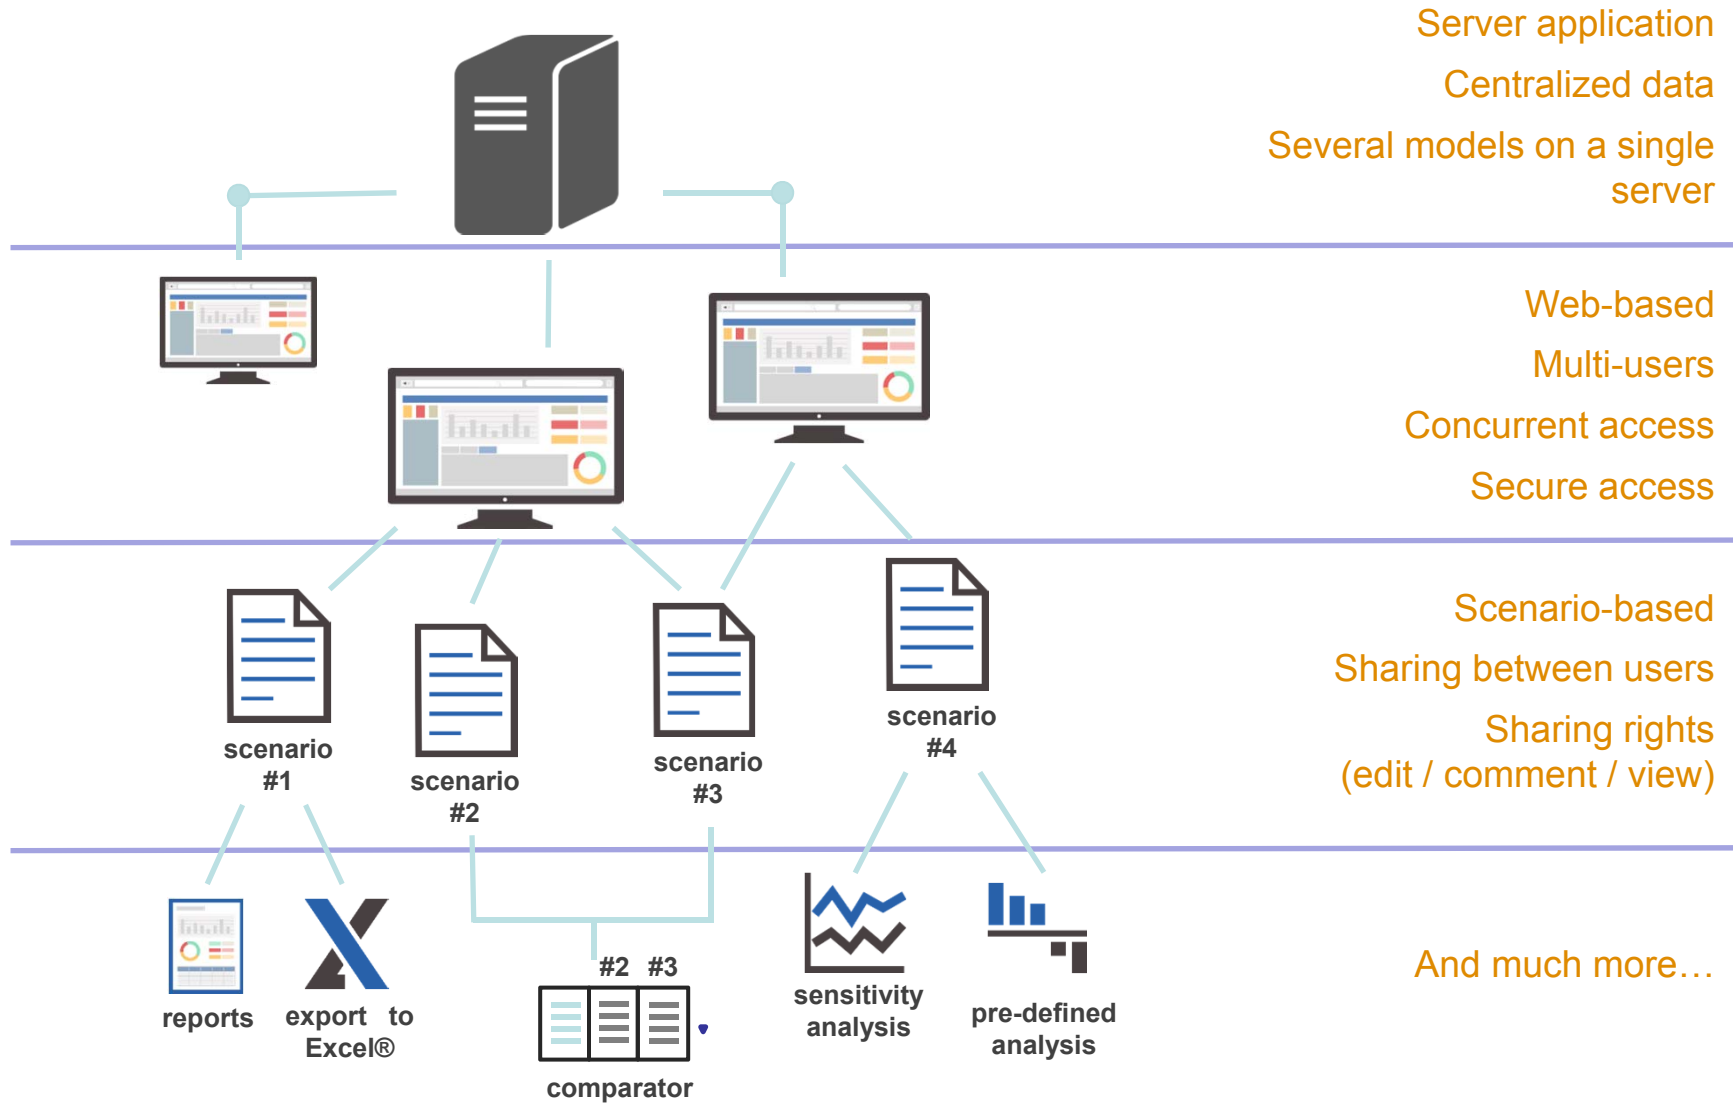 Server application
Centralized data
Several models on a single
server
Web-based
Multi-users
Concurrent access
Secure access
Scenario-based
Sharing between users
Sharing rights
(edit / comment / view)
scenario
#1
scenario
#2
scenario
#3
scenario
#4
And much more…
reports
export to
Excel®
#2 #3
comparator
sensitivity
analysis
pre-defined
analysis